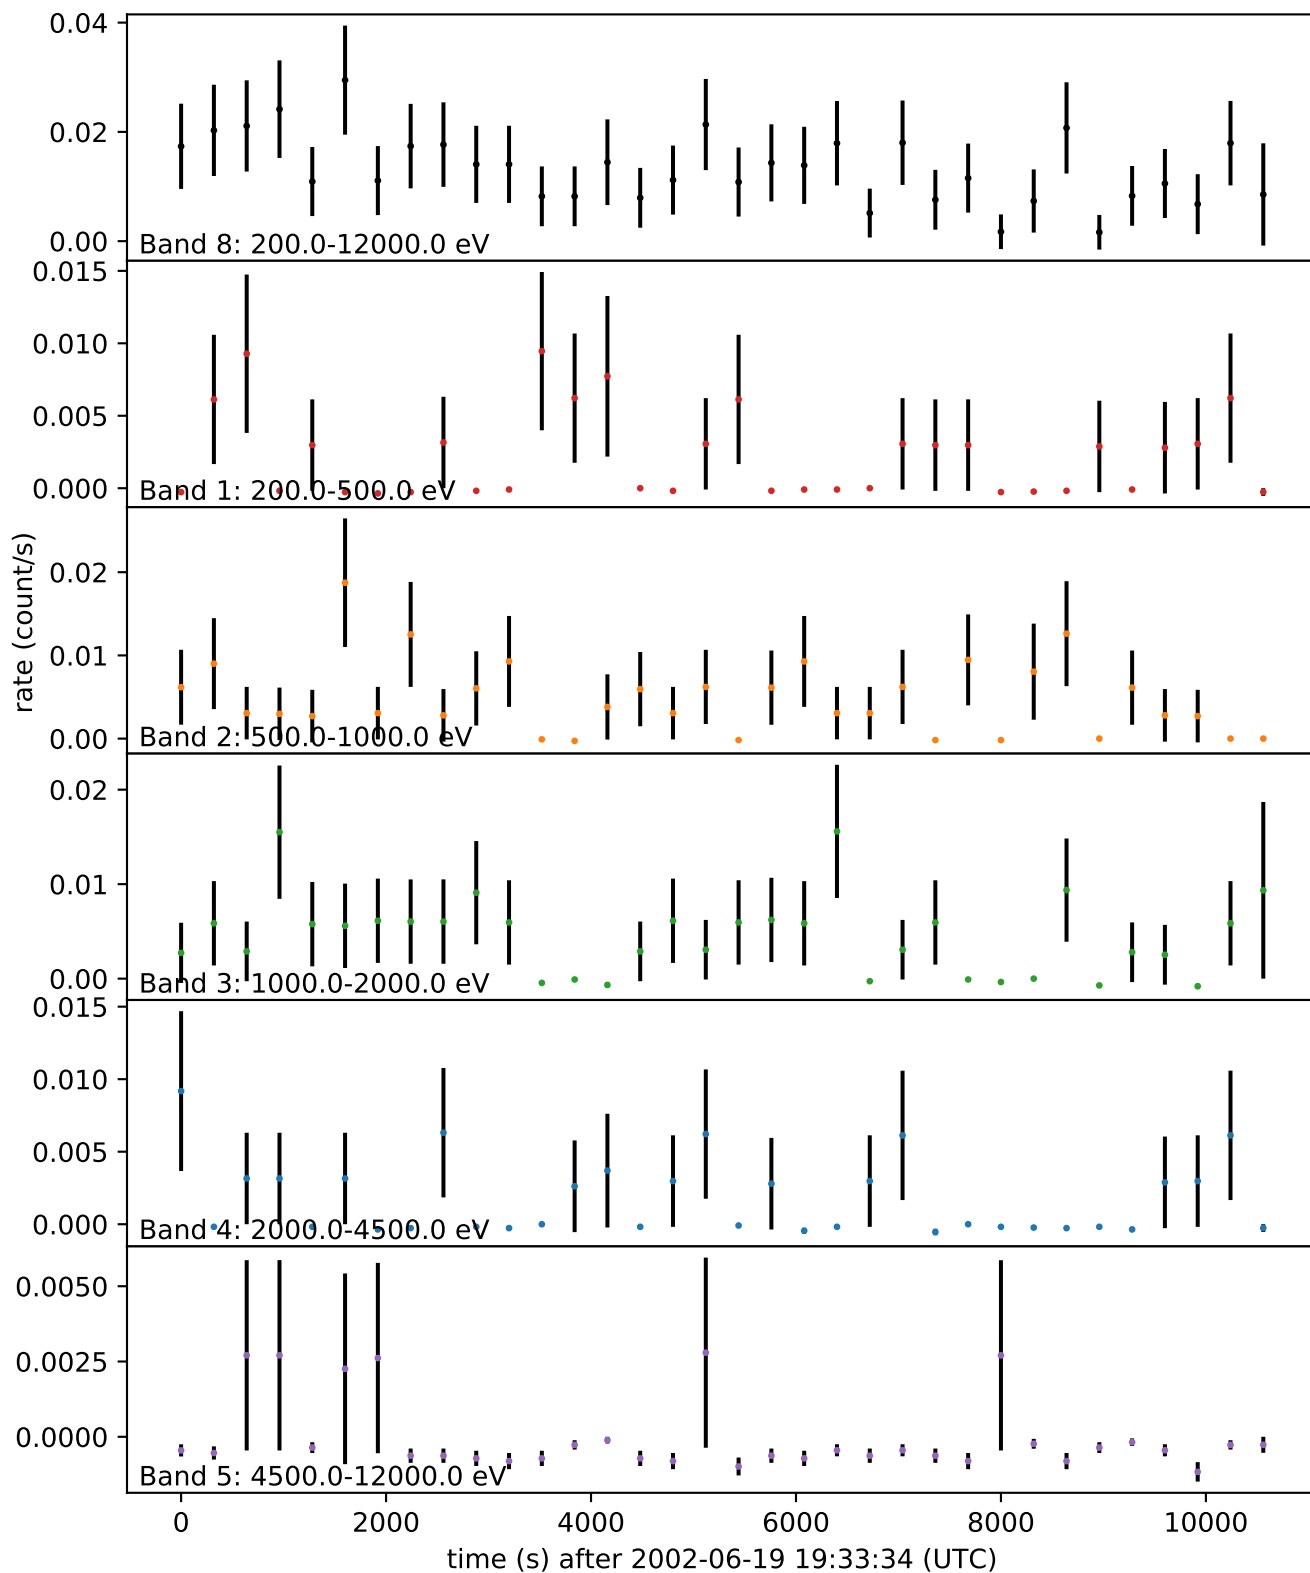 0.04
0.02
0.00
Band 8: 200.0-12000.0 eV
0.015
0.010
0.005
0.000
Band 1: 200.0-500.0 eV
rate (count/s)
0.02
0.01
0.00
Band 2: 500.0-1000.0 eV
0.02
0.01
0.00
Band 3: 1000.0-2000.0 eV
0.015
0.010
0.005
0.000
Band 4: 2000.0-4500.0 eV
0.0050
0.0025
0.0000
Band 5: 4500.0-12000.0 eV
0 2000 4000 6000 8000 10000
time (s) after 2002-06-19 19:33:34 (UTC)